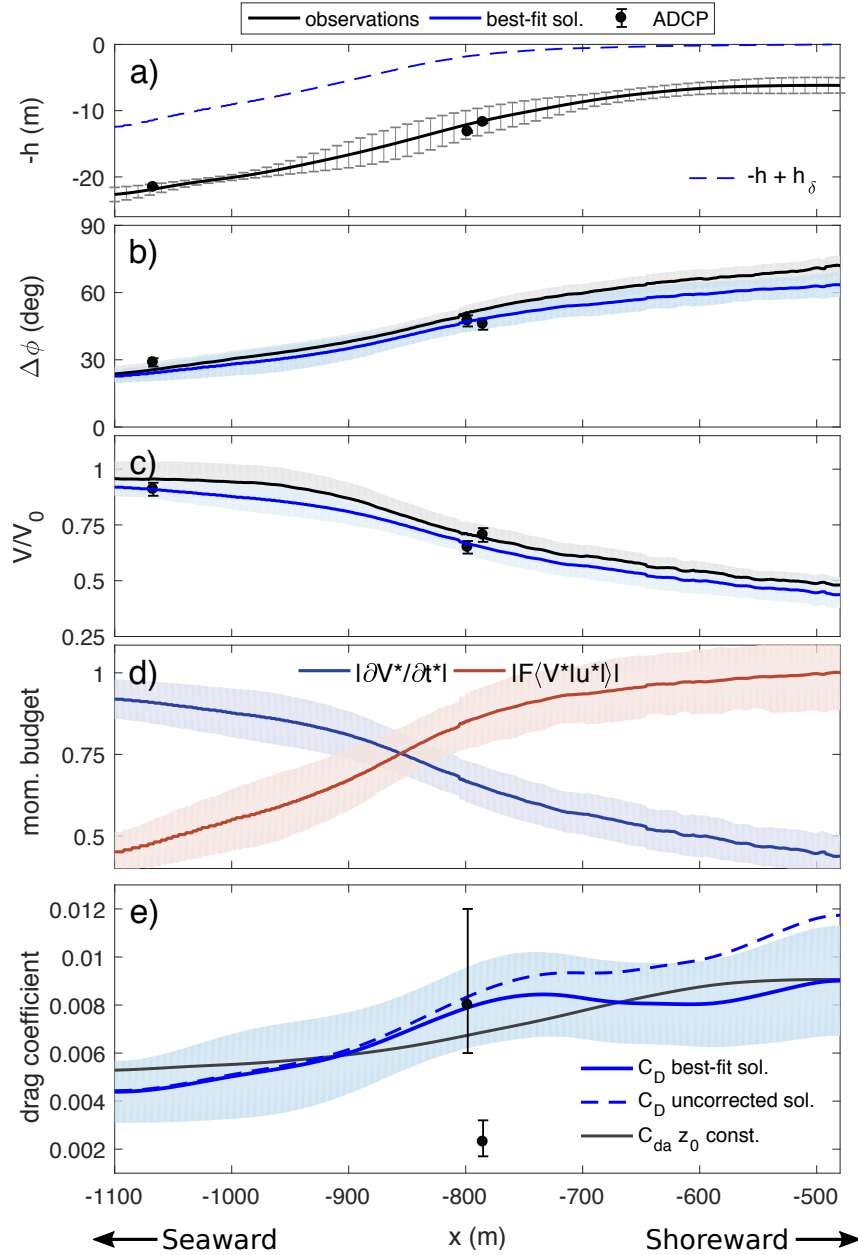 observations best-fit sol. ADCP
a)
0
-10
-20
-h (m)
-h + h_δ
b)
90
60
30
0
Δϕ (deg)
c)
1
0.75
0.5
0.25
V/V_0
d)
|∂V*/∂t*| |F⟨V*|u*|⟩|
1
0.75
0.5
mom. budget
e)
0.012
0.01
0.008
0.006
0.004
0.002
drag coefficient
C_D best-fit sol.
C_D uncorrected sol.
C_da z_0 const.
-1100 -1000 -900 -800 -700 -600 -500
Seaward x (m) Shoreward